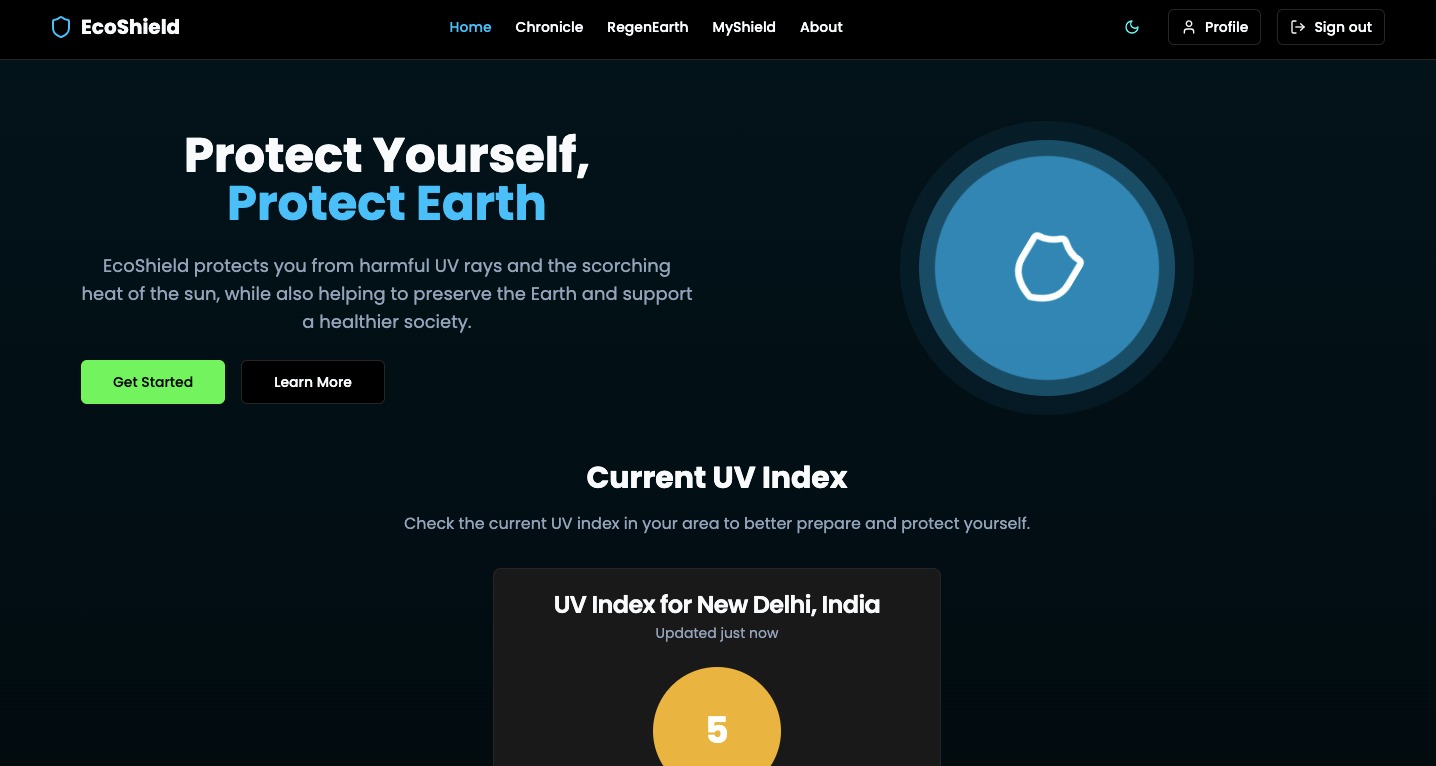 EcoShield
Home
Chronicle
RegenEarth
MyShield
About
Profile
Sign out
Protect Yourself,
Protect Earth
EcoShield protects you from harmful UV rays and the scorching
heat of the sun, while also helping to preserve the Earth and support
a healthier society.
Get Started
Learn More
Current UV Index
Check the current UV index in your area to better prepare and protect yourself.
UV Index for New Delhi, India
Updated just now
5